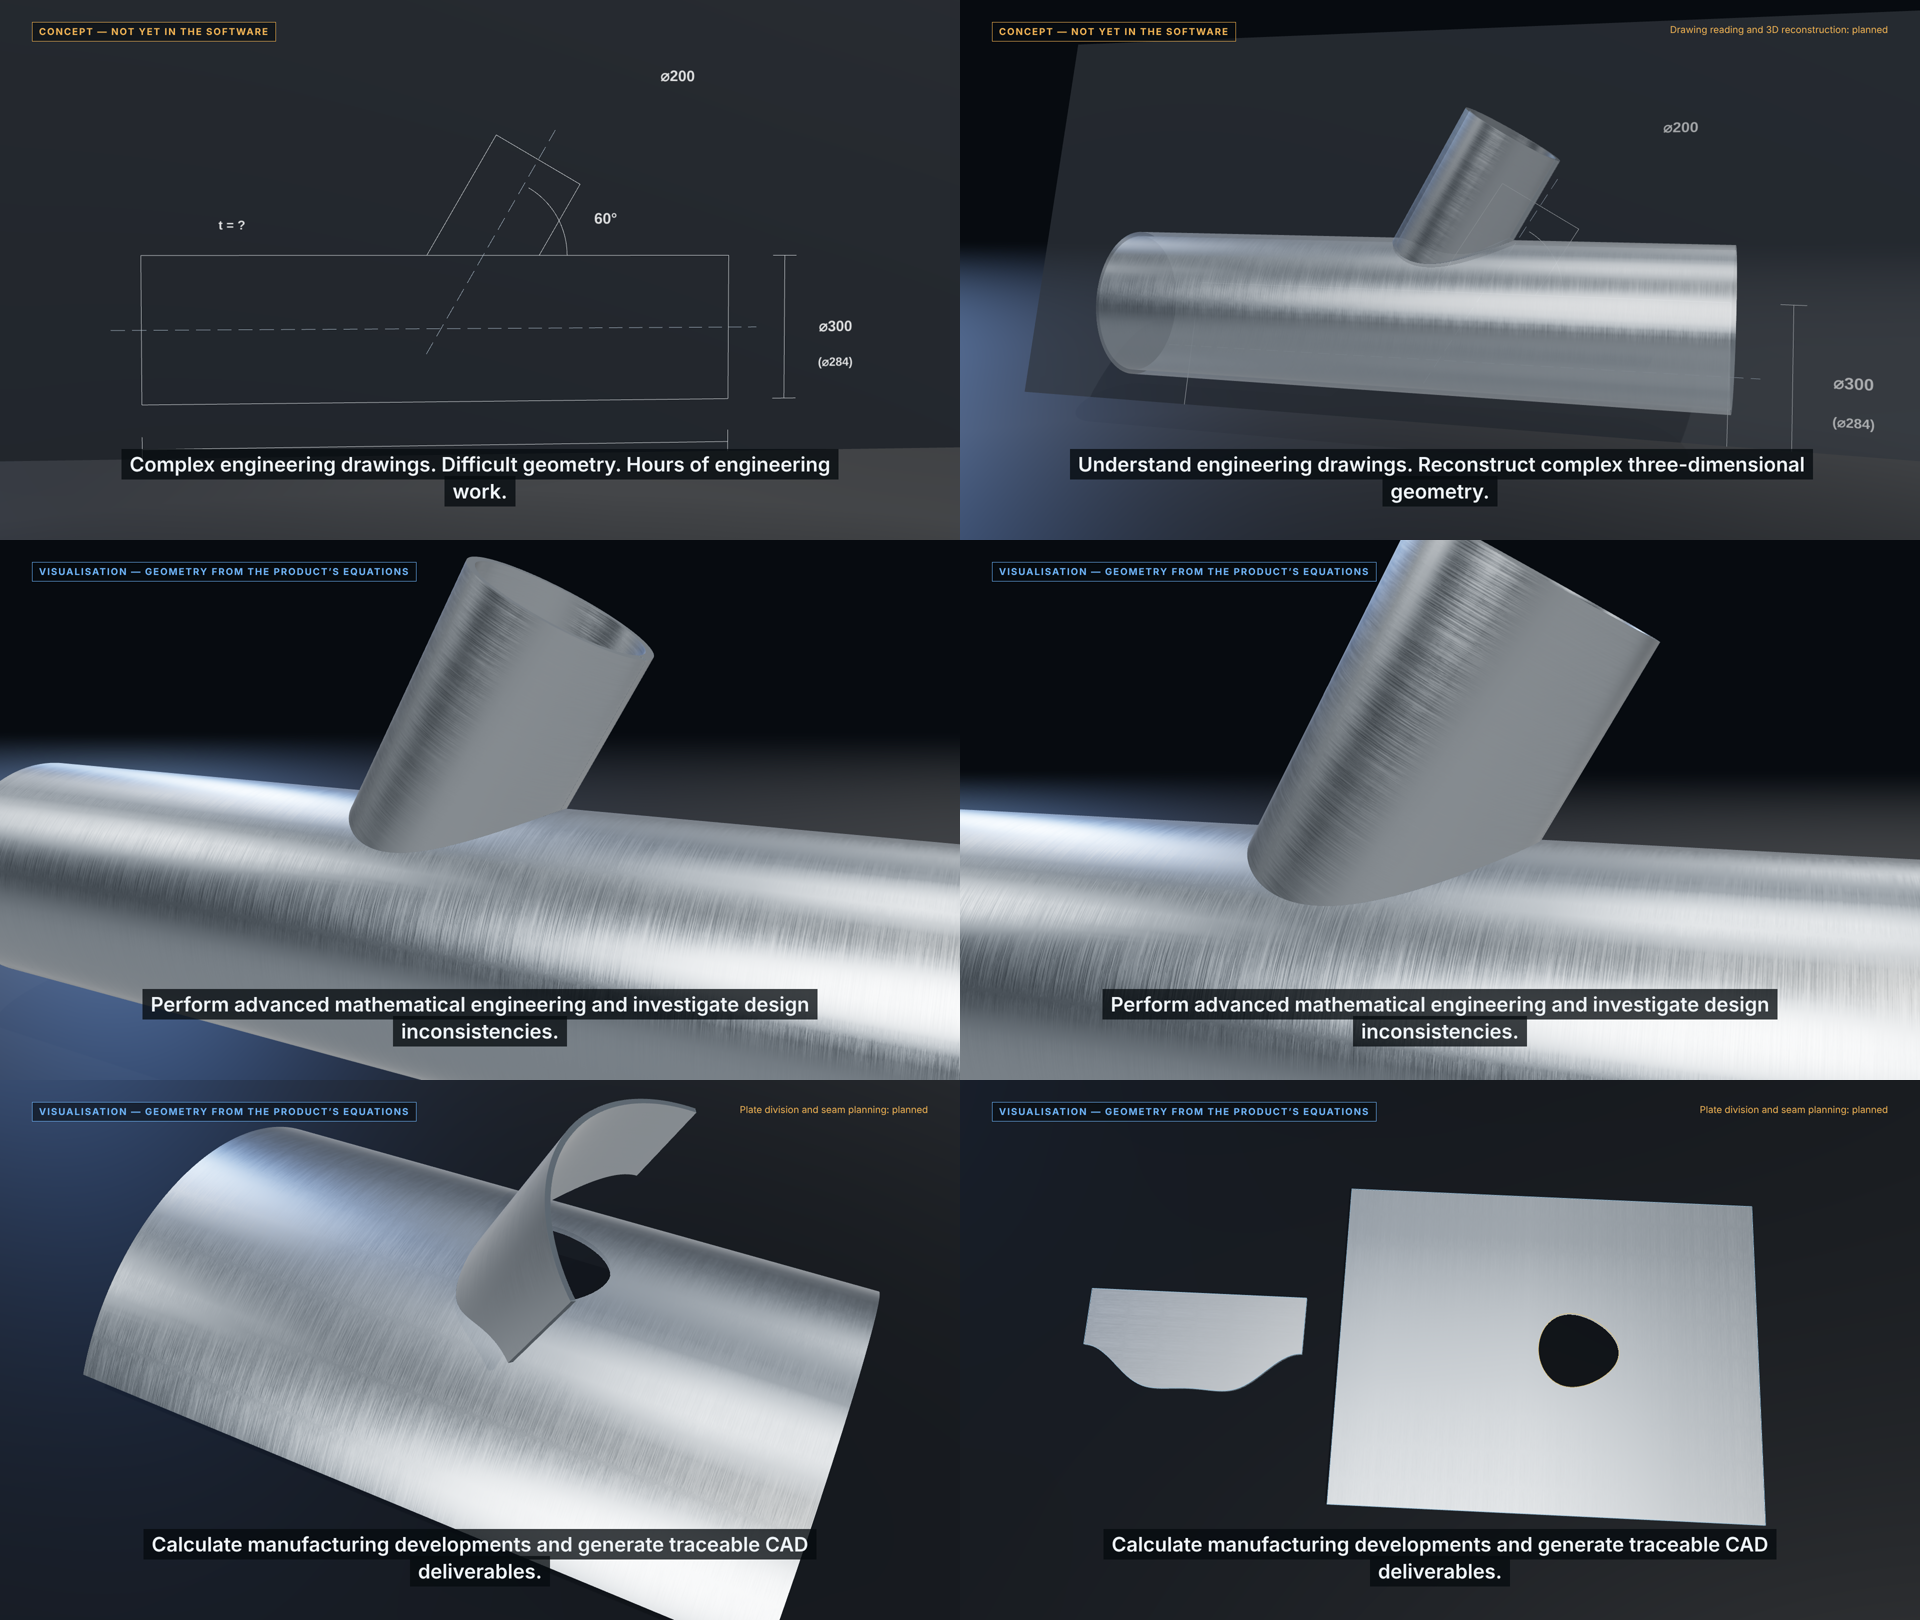 CONCEPT — NOT YET IN THE SOFTWARE
⌀200
60°
t = ?
⌀300
(⌀284)
Complex engineering drawings. Difficult geometry. Hours of engineering
work.
CONCEPT — NOT YET IN THE SOFTWARE
Drawing reading and 3D reconstruction: planned
⌀200
⌀300
(⌀284)
Understand engineering drawings. Reconstruct complex three-dimensional
geometry.
VISUALISATION — GEOMETRY FROM THE PRODUCT'S EQUATIONS
Perform advanced mathematical engineering and investigate design
inconsistencies.
VISUALISATION — GEOMETRY FROM THE PRODUCT'S EQUATIONS
Perform advanced mathematical engineering and investigate design
inconsistencies.
VISUALISATION — GEOMETRY FROM THE PRODUCT'S EQUATIONS
Plate division and seam planning: planned
Calculate manufacturing developments and generate traceable CAD
deliverables.
VISUALISATION — GEOMETRY FROM THE PRODUCT'S EQUATIONS
Plate division and seam planning: planned
Calculate manufacturing developments and generate traceable CAD
deliverables.